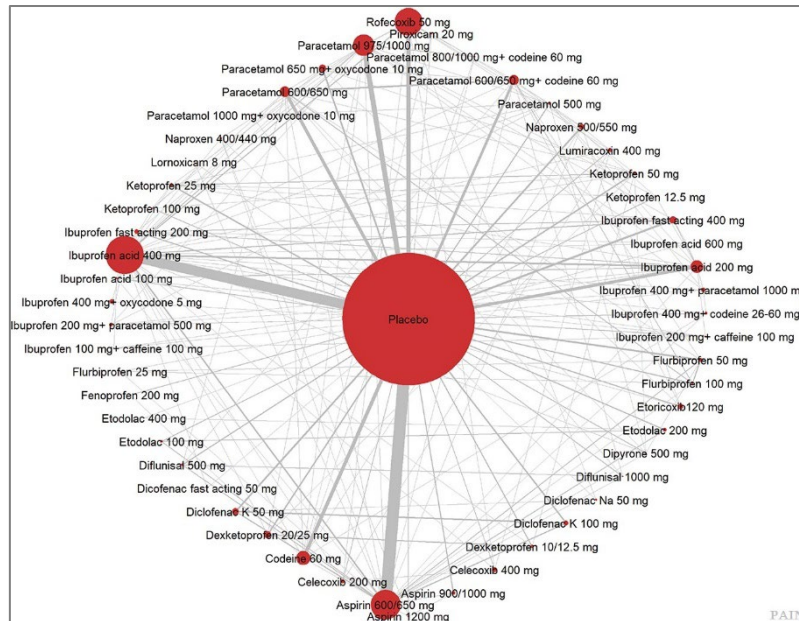 Rofecoxib 50 mg
Piroxicam 20 mg
Paracetamol 975/1000 mg
Paracetamol 800/1000 mg+ codeine 60 mg
Paracetamol 650 mg+ oxycodone 10 mg
Paracetamol 600/650 mg+ codeine 60 mg
Paracetamol 600/650 mg
Paracetamol 500 mg
Paracetamol 1000 mg+ oxycodone 10 mg
Naproxen 500/550 mg
Naproxen 400/440 mg
Lumiracoxin 400 mg
Lornoxicam 8 mg
Ketoprofen 50 mg
Ketoprofen 25 mg
Ketoprofen 12.5 mg
Ketoprofen 100 mg
Ibuprofen fast acting 400 mg
Ibuprofen fast acting 200 mg
Ibuprofen acid 600 mg
Ibuprofen acid 400 mg
Ibuprofen acid 200 mg
Ibuprofen acid 100 mg
Ibuprofen 400 mg+ paracetamol 1000 mg
Ibuprofen 400 mg+ oxycodone 5 mg
Ibuprofen 400 mg+ codeine 26-60 mg
Placebo
Ibuprofen 200 mg+ paracetamol 500 mg
Ibuprofen 200 mg+ caffeine 100 mg
Ibuprofen 100 mg+ caffeine 100 mg
Flurbiprofen 50 mg
Flurbiprofen 25 mg
Flurbiprofen 100 mg
Fenoprofen 200 mg
Etoricoxib 120 mg
Etodolac 400 mg
Etodolac 200 mg
Etodolac 100 mg
Dipyrone 500 mg
Diflunisal 500 mg
Diflunisal 1000 mg
Dicofenac fast acting 50 mg
Diclofenac Na 50 mg
Diclofenac K 50 mg
Diclofenac K 100 mg
Dexketoprofen 20/25 mg
Dexketoprofen 10/12.5 mg
Codeine 60 mg
Celecoxib 400 mg
Celecoxib 200 mg
Aspirin 900/1000 mg
Aspirin 600/650 mg
Aspirin 1200 mg